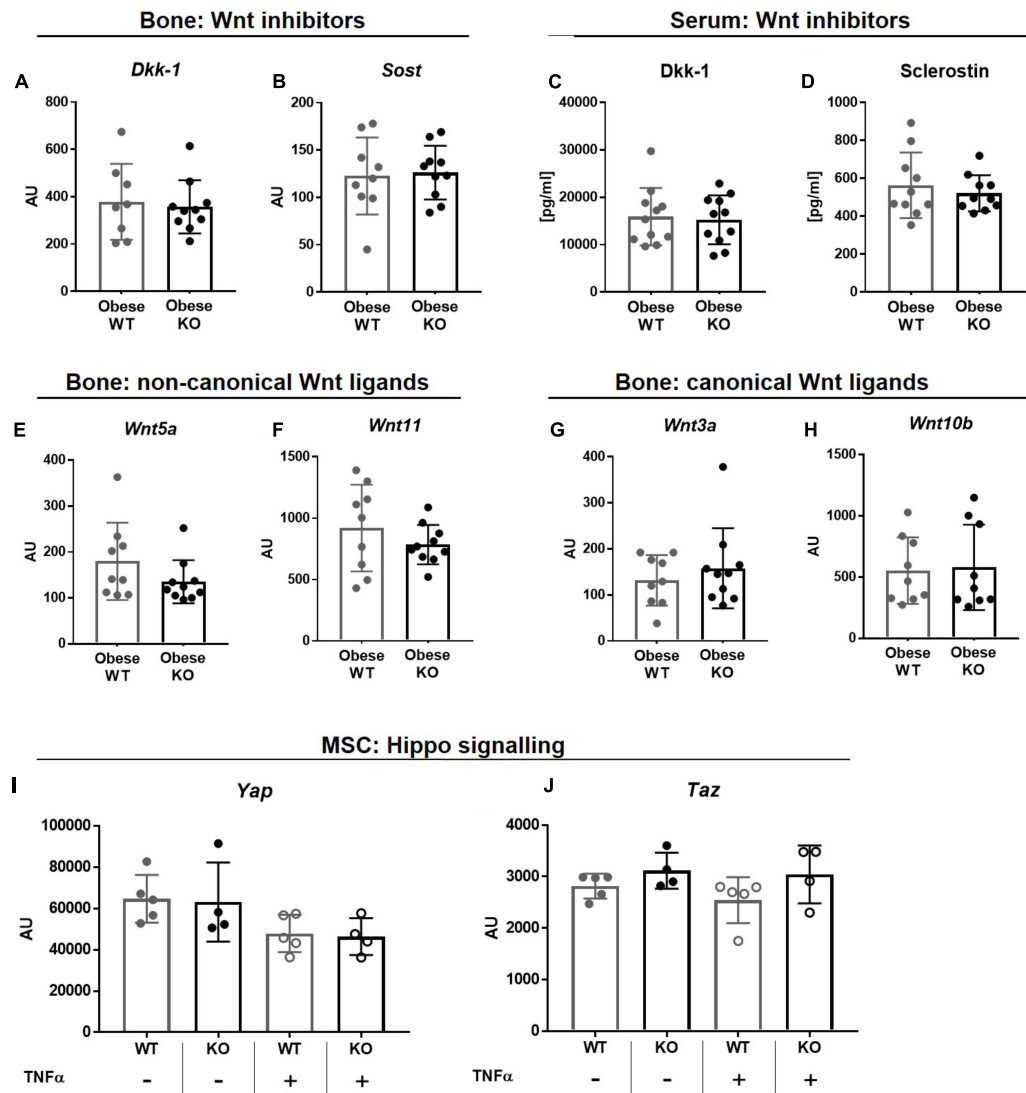 Bone: Wnt inhibitors
Serum: Wnt inhibitors
A
Dkk-1
800
600
400
200
0
AU
Obese WT
Obese KO
B
Sost
200
150
100
50
0
AU
Obese WT
Obese KO
C
Dkk-1
40000
30000
20000
10000
0
[pg/ml]
Obese WT
Obese KO
D
Sclerostin
1000
800
600
400
200
0
[pg/ml]
Obese WT
Obese KO
Bone: non-canonical Wnt ligands
Bone: canonical Wnt ligands
E
Wnt5a
400
300
200
100
0
AU
Obese WT
Obese KO
F
Wnt11
1500
1000
500
0
AU
Obese WT
Obese KO
G
Wnt3a
400
300
200
100
0
AU
Obese WT
Obese KO
H
Wnt10b
1500
1000
500
0
AU
Obese WT
Obese KO
MSC: Hippo signalling
I
Yap
100000
80000
60000
40000
20000
0
AU
WT KO WT KO
TNFα - - + +
J
Taz
4000
3000
2000
1000
0
AU
WT KO WT KO
TNFα - - + +